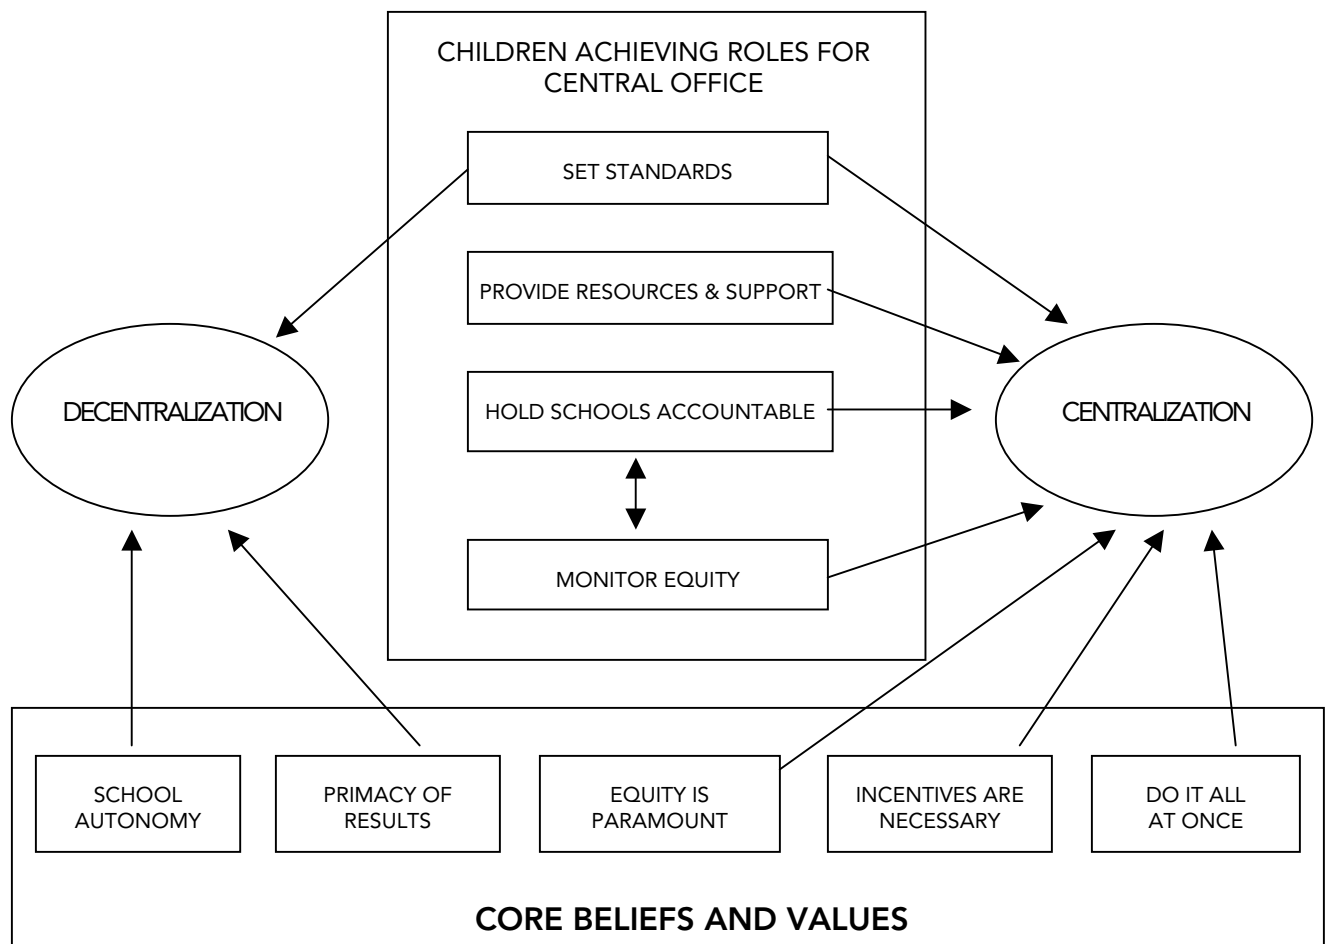 CHILDREN ACHIEVING ROLES FOR
CENTRAL OFFICE
SET STANDARDS
PROVIDE RESOURCES & SUPPORT
HOLD SCHOOLS ACCOUNTABLE
DECENTRALIZATION
CENTRALIZATION
MONITOR EQUITY
SCHOOL
AUTONOMY
PRIMACY OF
RESULTS
EQUITY IS
PARAMOUNT
INCENTIVES ARE
NECESSARY
DO IT ALL
AT ONCE
CORE BELIEFS AND VALUES